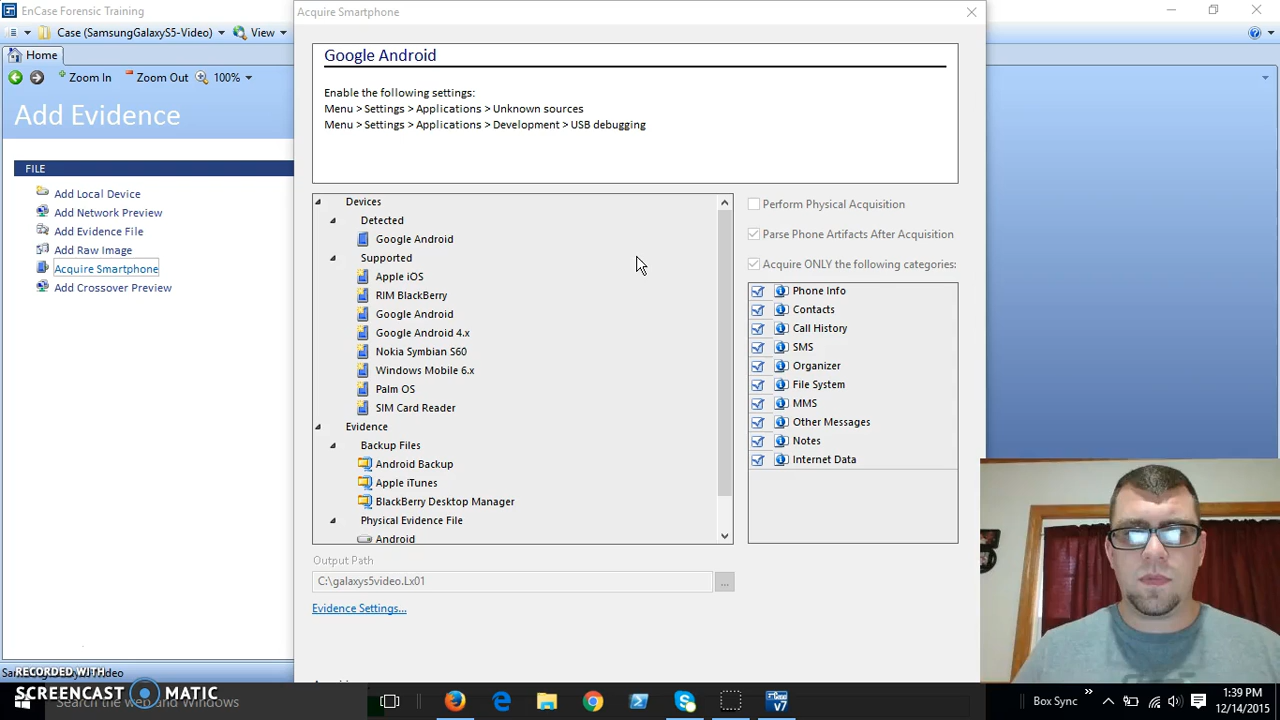 EnCase Forensic Training
Acquire Smartphone
Case (SamsungGalaxyS5-Video)
View
Home
Zoom In
Zoom Out
100%
Add Evidence
FILE
Add Local Device
Add Network Preview
Add Evidence File
Add Raw Image
Acquire Smartphone
Add Crossover Preview
Google Android
Enable the following settings:
Menu > Settings > Applications > Unknown sources
Menu > Settings > Applications > Development > USB debugging
Devices
Detected
Google Android
Supported
Apple iOS
RIM BlackBerry
Google Android
Google Android 4.x
Nokia Symbian S60
Windows Mobile 6.x
Palm OS
SIM Card Reader
Evidence
Backup Files
Android Backup
Apple iTunes
BlackBerry Desktop Manager
Physical Evidence File
Android
Perform Physical Acquisition
Parse Phone Artifacts After Acquisition
Acquire ONLY the following categories:
Phone Info
Contacts
Call History
SMS
Organizer
File System
MMS
Other Messages
Notes
Internet Data
Output Path
C:\galaxys5video.Lx01
...
Evidence Settings...
RECORDED WITH
SCREENCAST MATIC
Search the web and Windows
v7
Box Sync
1:39 PM
12/14/2015